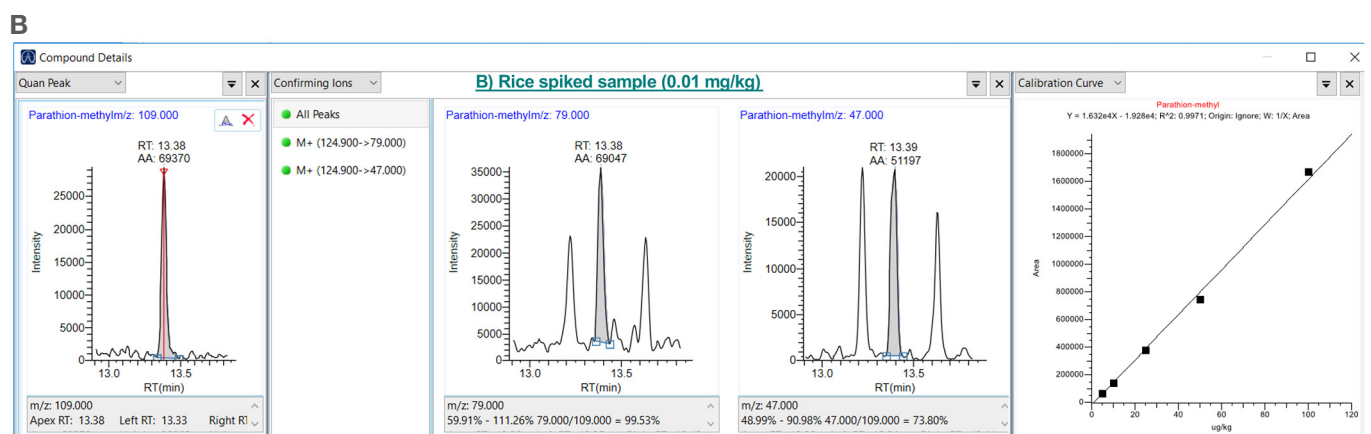 B
Compound Details
Quan Peak
Confirming Ions
B) Rice spiked sample (0.01 mg/kg)
Calibration Curve
Parathion-methylm/z: 109.000
RT: 13.38
AA: 69370
Intensity
25000
20000
15000
10000
5000
0
13.0
13.5
RT(min)
m/z: 109.000
Apex RT: 13.38 Left RT: 13.33 Right RT
All Peaks
M+ (124.900->79.000)
M+ (124.900->47.000)
Parathion-methylm/z: 79.000
RT: 13.38
AA: 69047
Intensity
35000
30000
25000
20000
15000
10000
5000
0
13.0
13.5
RT(min)
m/z: 79.000
59.91% - 111.26% 79.000/109.000 = 99.53%
Parathion-methylm/z: 47.000
RT: 13.39
AA: 51197
Intensity
20000
15000
10000
5000
0
13.0
13.5
RT(min)
m/z: 47.000
48.99% - 90.98% 47.000/109.000 = 73.80%
Parathion-methyl
Y = 1.632e4X - 1.928e4; R^2: 0.9971; Origin: Ignore; W: 1/X; Area
Area
1800000
1600000
1400000
1200000
1000000
800000
600000
400000
200000
0
0 20 40 60 80 100 120
ug/kg